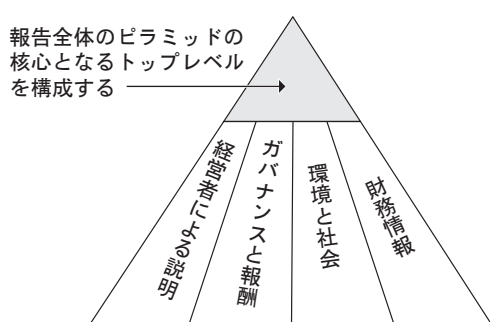 報告全体のピラミッドの
核心となるトップレベル
を構成する
経営者による説明
ガバナンスと報酬
環境と社会
財務情報